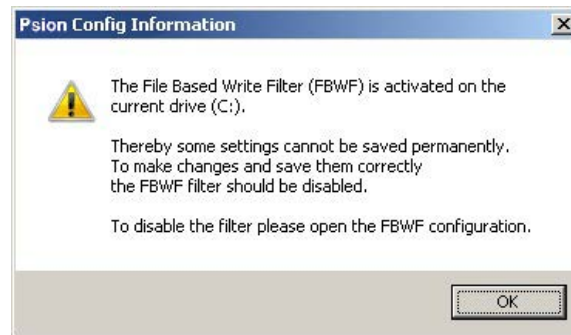 Psion Config Information
The File Based Write Filter (FBWF) is activated on the
current drive (C:).
Thereby some settings cannot be saved permanently.
To make changes and save them correctly
the FBWF filter should be disabled.
To disable the filter please open the FBWF configuration.
OK